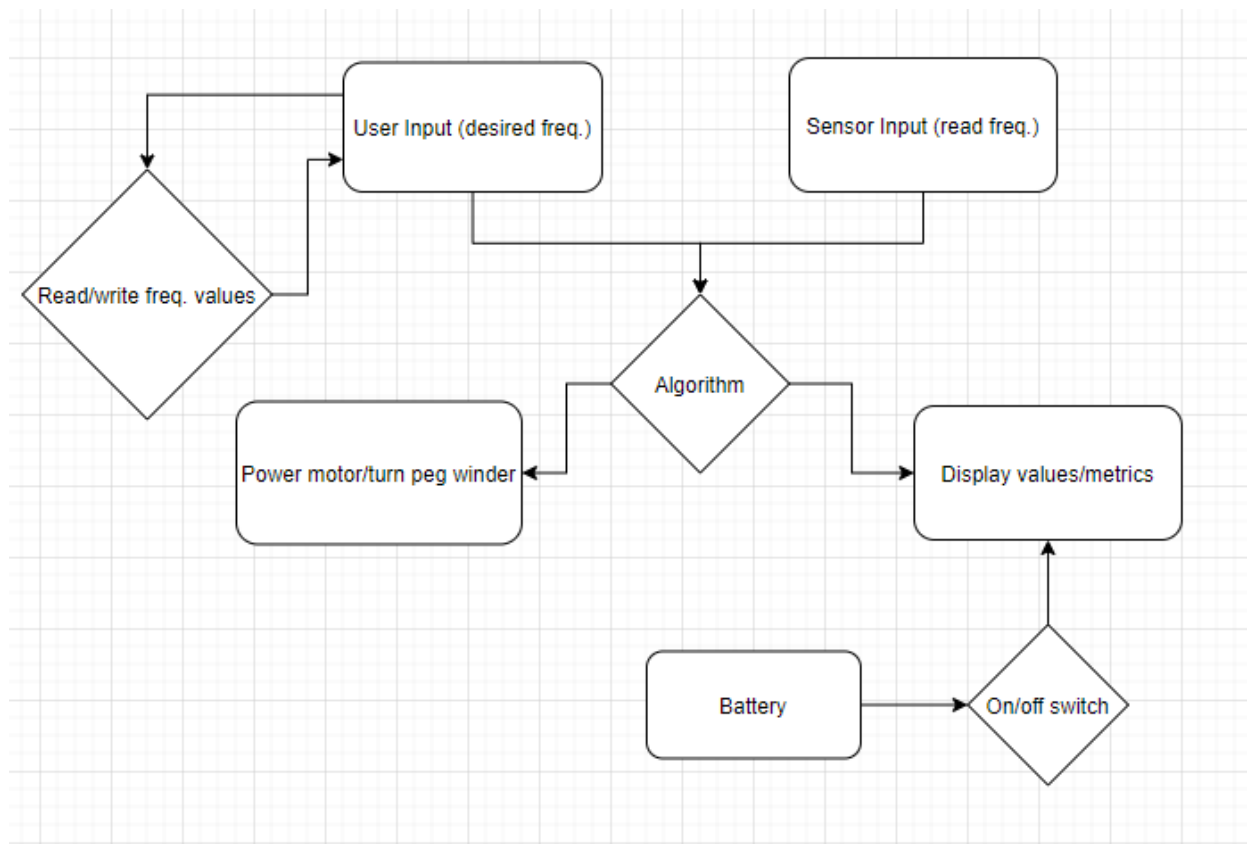 User Input (desired freq.)
Sensor Input (read freq.)
Read/write freq. values
Algorithm
Power motor/turn peg winder
Display values/metrics
Battery
On/off switch